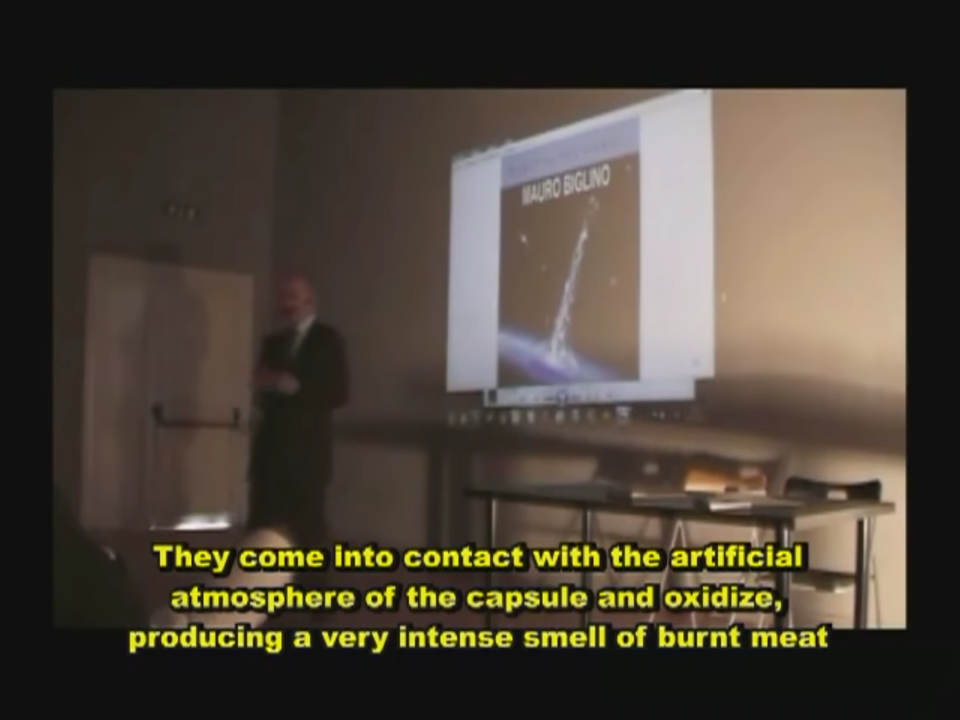 MAURO BIGLINO
They come into contact with the artificial
atmosphere of the capsule and oxidize,
producing a very intense smell of burnt meat